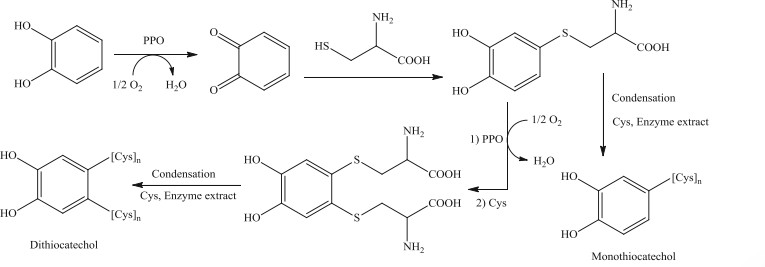 HO
HO
PPO
1/2 O₂
H₂O
O
O
NH₂
HS
COOH
HO
HO
S
NH₂
COOH
Condensation
Cys, Enzyme extract
1/2 O₂
1) PPO
H₂O
2) Cys
HO
HO
[Cys]n
[Cys]n
Dithiocatechol
Condensation
Cys, Enzyme extract
HO
HO
S
NH₂
COOH
S
COOH
NH₂
HO
HO
[Cys]n
Monothiocatechol